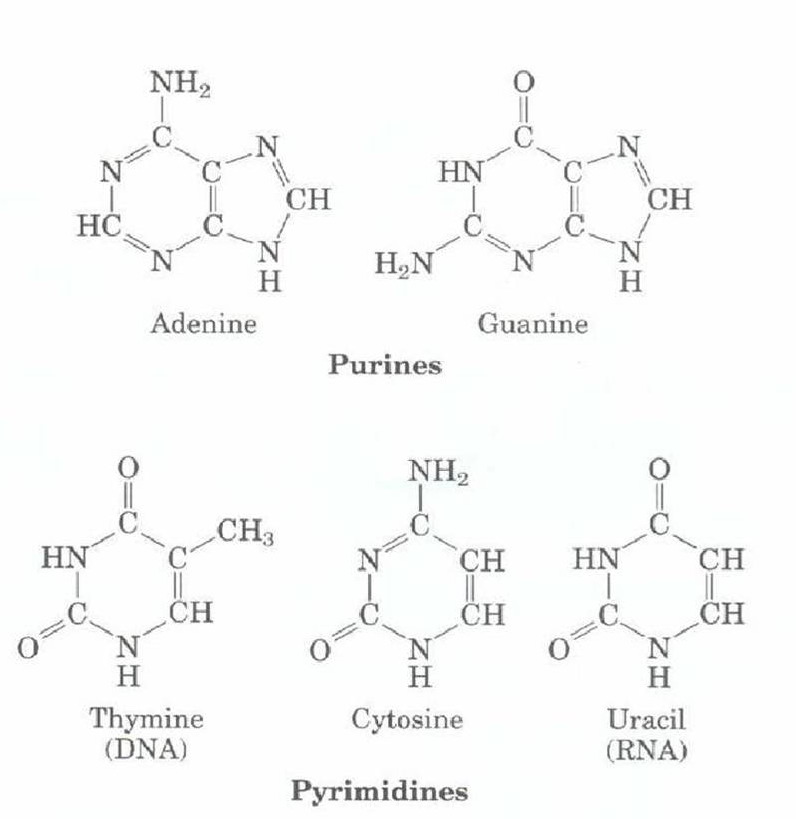 NH₂
C
N
C
N
CH
HC
N
C
N
H
Adenine
O
C
HN
C
N
CH
C
H₂N
N
C
N
H
Guanine
Purines
O
C
HN
C
CH₃
C
CH
O
N
H
Thymine
(DNA)
NH₂
C
N
CH
C
CH
O
N
H
Cytosine
O
C
HN
CH
C
CH
O
N
H
Uracil
(RNA)
Pyrimidines